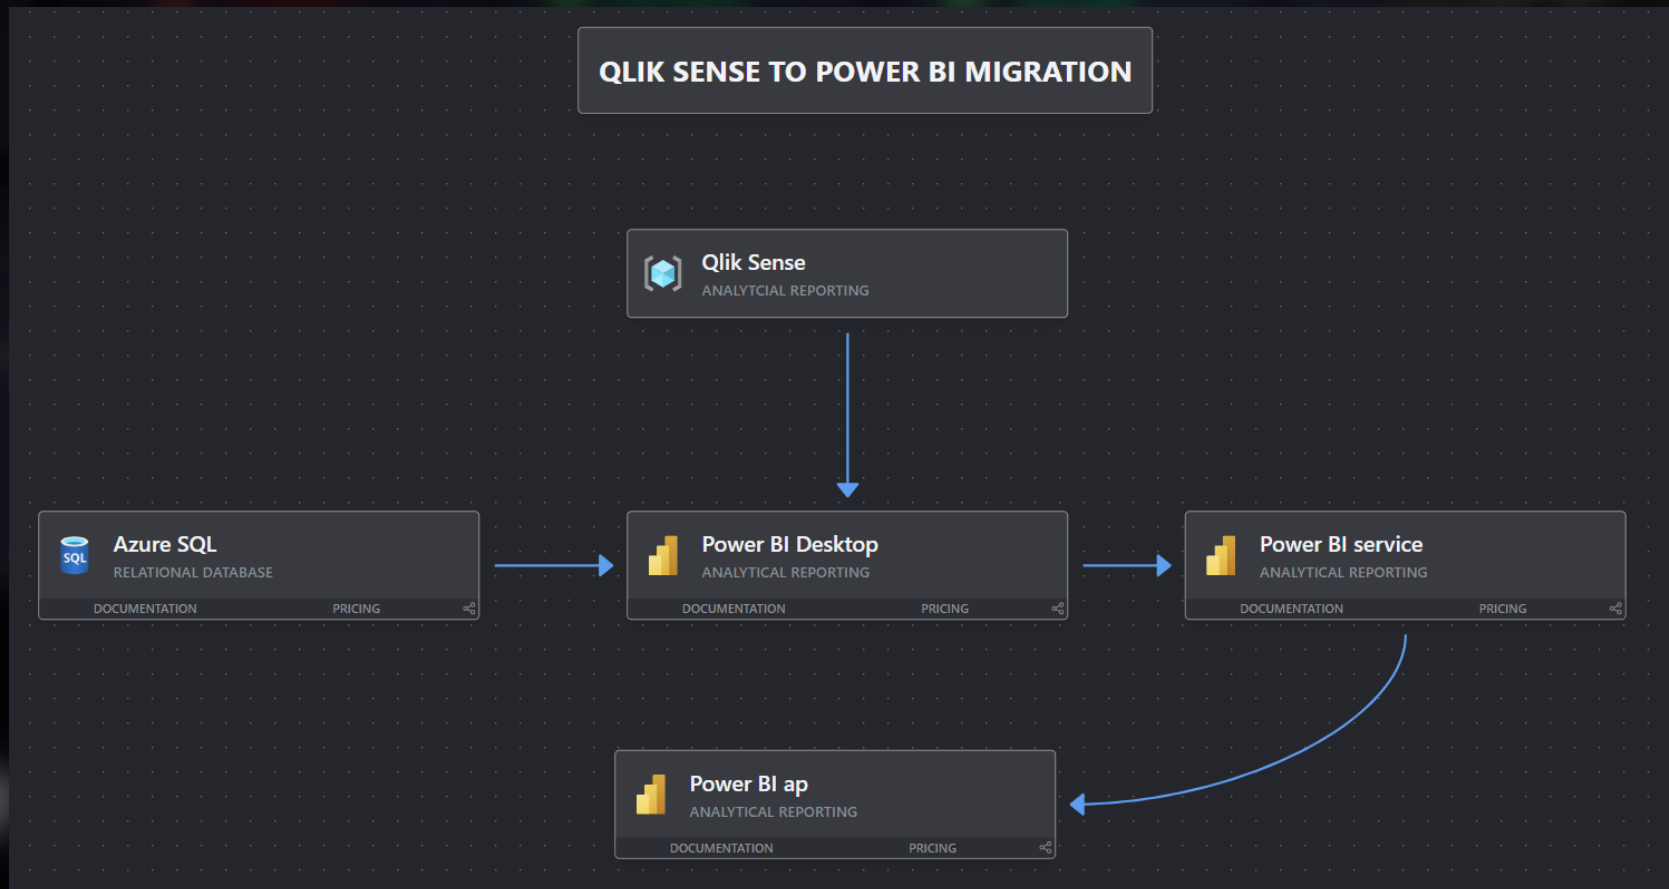 QLIK SENSE TO POWER BI MIGRATION
Qlik Sense
ANALYTCIAL REPORTING
Azure SQL
RELATIONAL DATABASE
SQL
DOCUMENTATION PRICING
Power BI Desktop
ANALYTICAL REPORTING
DOCUMENTATION PRICING
Power BI service
ANALYTICAL REPORTING
DOCUMENTATION PRICING
Power BI ap
ANALYTICAL REPORTING
DOCUMENTATION PRICING